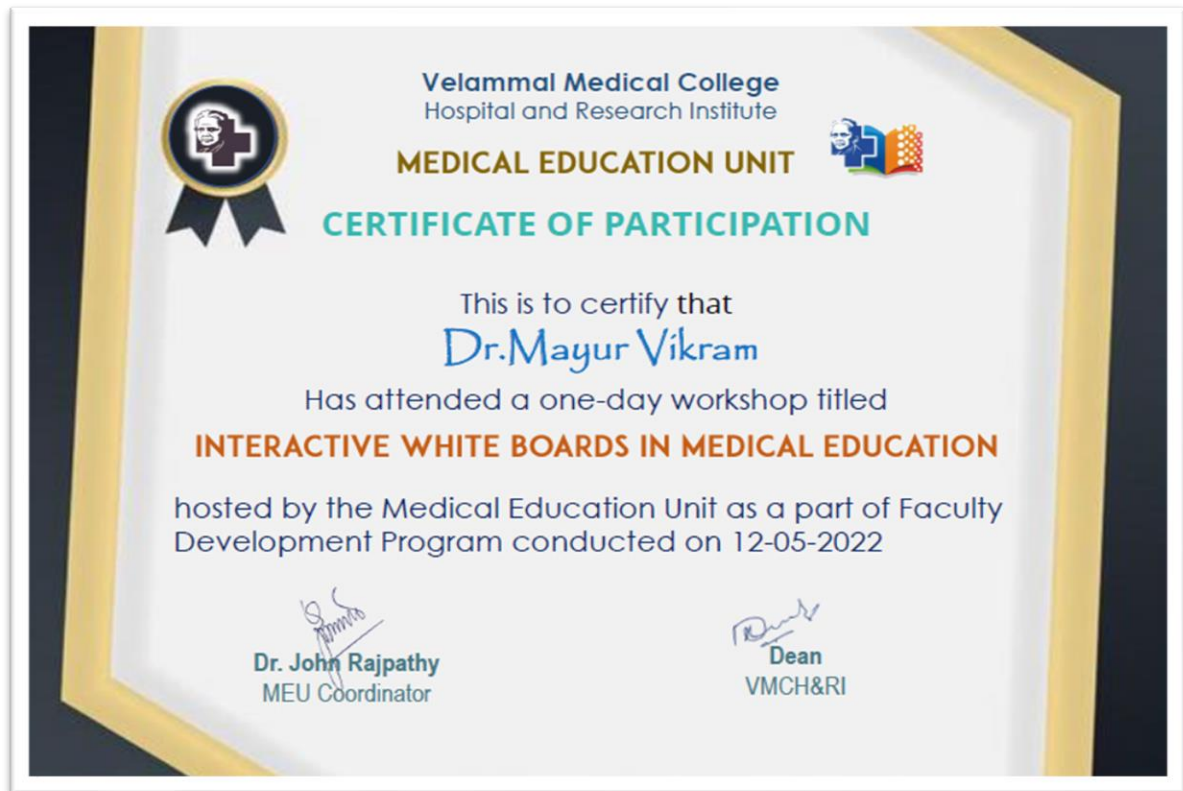 Velammal Medical College
Hospital and Research Institute
MEDICAL EDUCATION UNIT
CERTIFICATE OF PARTICIPATION
This is to certify that
Dr.Mayur Vikram
Has attended a one-day workshop titled
INTERACTIVE WHITE BOARDS IN MEDICAL EDUCATION
hosted by the Medical Education Unit as a part of Faculty
Development Program conducted on 12-05-2022
Dr. John Rajpathy
MEU Coordinator
Dean
VMCH&RI